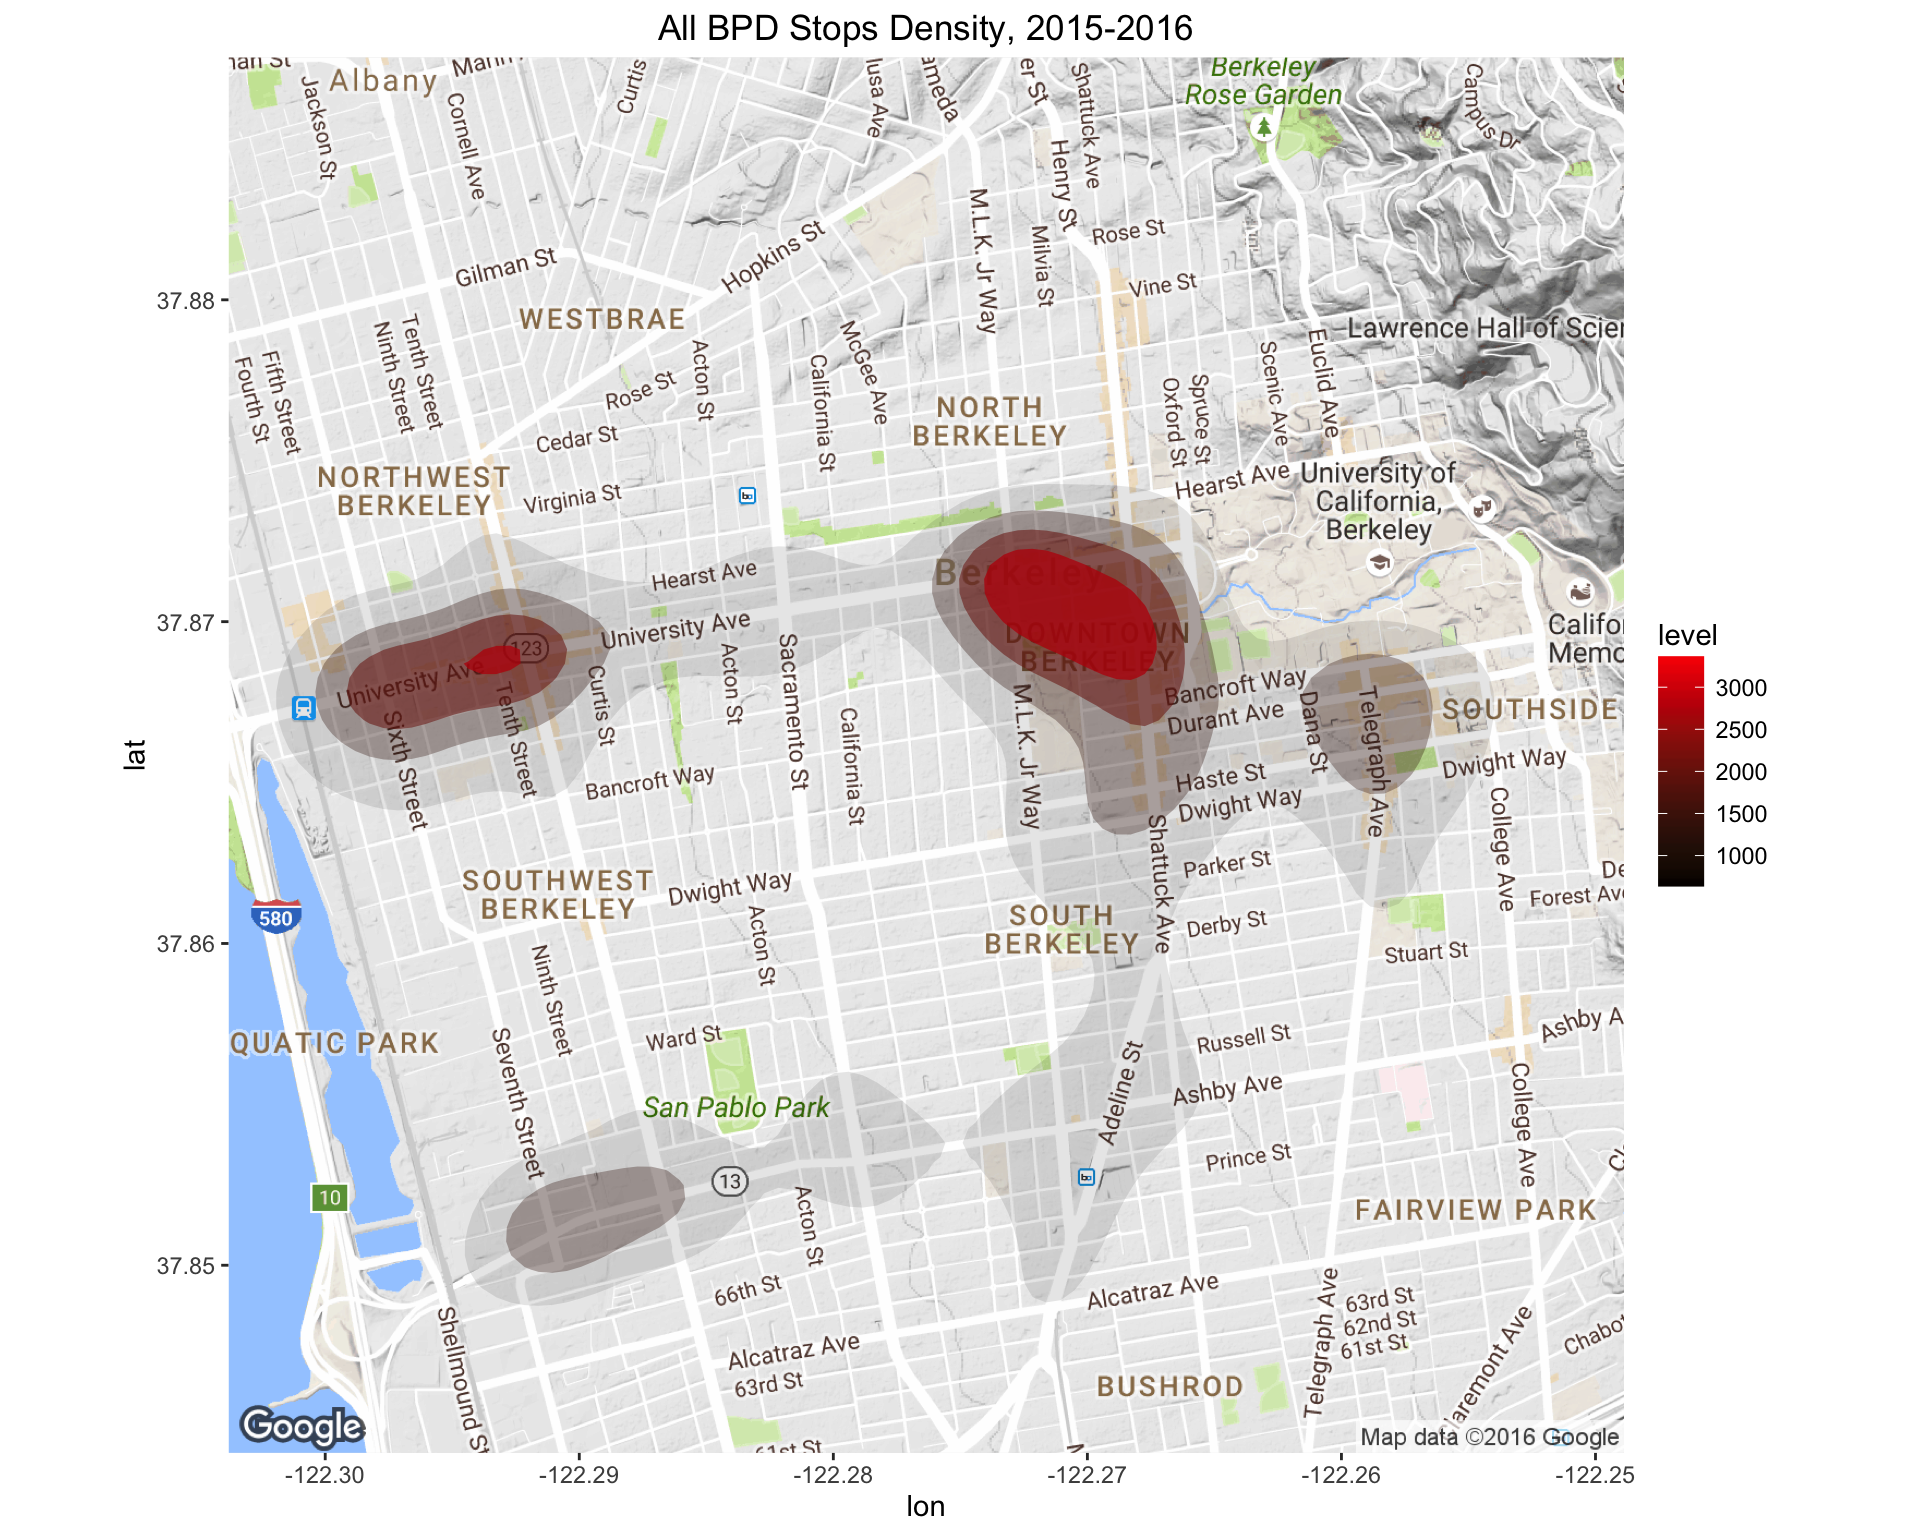 All BPD Stops Density, 2015-2016
Albany
Jackson St
Cornell Ave
Curtis
Shattuck Ave
Henry St
Berkeley
Rose Garden
Campus Dr
M.L.K. Jr Way
Milvia St
Rose St
Vine St
Hopkins St
Gilman St
WESTBRAE
Lawrence Hall of Scien
Euclid Ave
Scenic Ave
Spruce St
Oxford St
Fourth St
Fifth Street
Ninth Street
Tenth Street
Acton St
Rose St
Cedar St
California St
McGee Ave
NORTH
BERKELEY
NORTHWEST
BERKELEY
Virginia St
Hearst Ave
University of
California,
Berkeley
Hearst Ave
Berkeley
University Ave
DOWNTOWN
BERKELEY
123
University Ave
Sixth Street
Tenth Street
Curtis St
Acton St
Sacramento St
California St
M.L.K. Jr Way
Bancroft Way
Durant Ave
Dana St
Telegraph Ave
SOUTHSIDE
Califo
Memo
Bancroft Way
Haste St
Dwight Way
Dwight Way
Shattuck Ave
College Ave
Parker St
SOUTHWEST
BERKELEY
Dwight Way
Acton St
580
SOUTH
BERKELEY
Derby St
Forest Av
De
Stuart St
Ninth Street
QUATIC PARK
Seventh Street
Ward St
San Pablo Park
Adeline St
Russell St
Ashby Ave
Ashby A
College Ave
Prince St
13
10
Acton St
FAIRVIEW PARK
66th St
Alcatraz Ave
Alcatraz Ave
63rd St
Shellmound St
Telegraph Ave
63rd St
62nd St
61st St
Claremont Ave
Chabot
BUSHROD
61st St
Google
Map data ©2016 Google
lat
37.88
37.87
37.86
37.85
-122.30
-122.29
-122.28
-122.27
-122.26
-122.25
lon
level
3000
2500
2000
1500
1000